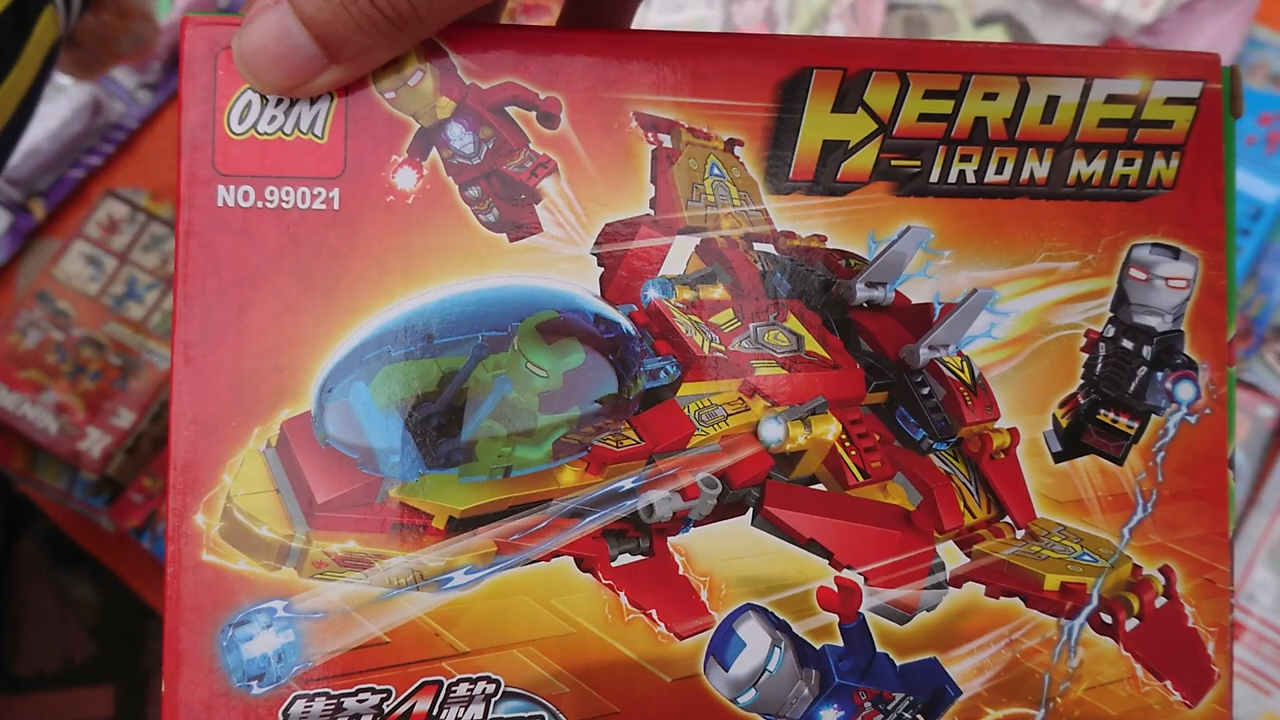 OBM
NO.99021
HEROES
-IRON MAN
集齐4款